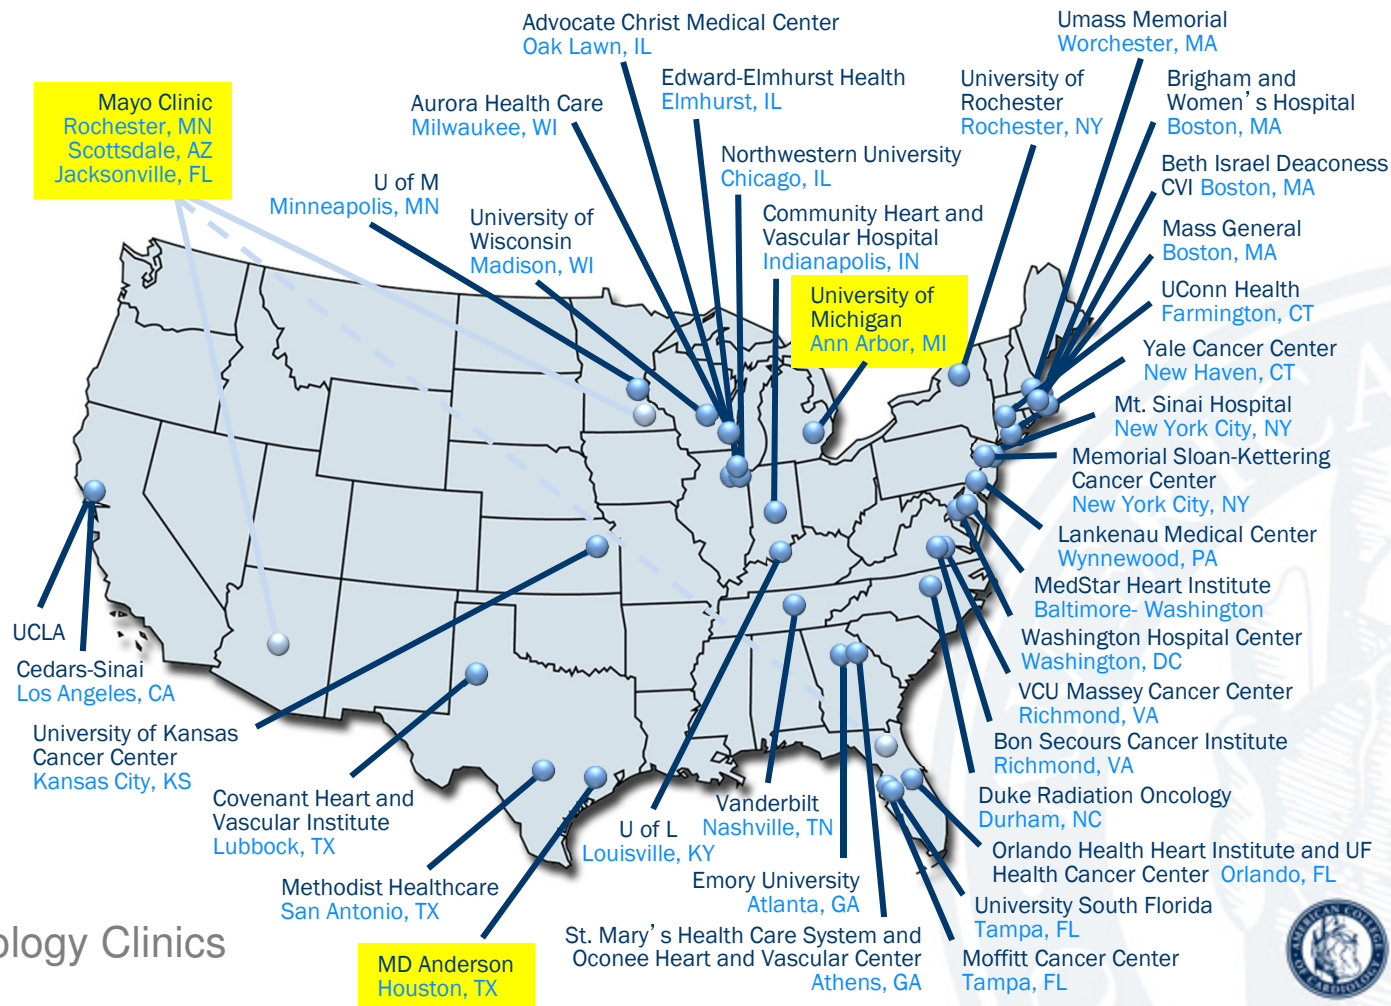 Advocate Christ Medical Center
Oak Lawn, IL
Umass Memorial
Worchester, MA
Mayo Clinic
Rochester, MN
Scottsdale, AZ
Jacksonville, FL
Aurora Health Care
Milwaukee, WI
Edward-Elmhurst Health
Elmhurst, IL
University of
Rochester
Rochester, NY
Brigham and
Women's Hospital
Boston, MA
Northwestern University
Chicago, IL
Beth Israel Deaconess
CVI Boston, MA
U of M
Minneapolis, MN
University of
Wisconsin
Madison, WI
Community Heart and
Vascular Hospital
Indianapolis, IN
Mass General
Boston, MA
University of
Michigan
Ann Arbor, MI
UConn Health
Farmington, CT
Yale Cancer Center
New Haven, CT
Mt. Sinai Hospital
New York City, NY
Memorial Sloan-Kettering
Cancer Center
New York City, NY
Lankenau Medical Center
Wynnewood, PA
MedStar Heart Institute
Baltimore- Washington
UCLA
Washington Hospital Center
Washington, DC
Cedars-Sinai
Los Angeles, CA
VCU Massey Cancer Center
Richmond, VA
University of Kansas
Cancer Center
Kansas City, KS
Bon Secours Cancer Institute
Richmond, VA
Covenant Heart and
Vascular Institute
Lubbock, TX
Vanderbilt
Nashville, TN
Duke Radiation Oncology
Durham, NC
U of L
Louisville, KY
Orlando Health Heart Institute and UF
Health Cancer Center Orlando, FL
Methodist Healthcare
San Antonio, TX
Emory University
Atlanta, GA
University South Florida
Tampa, FL
St. Mary's Health Care System and
Oconee Heart and Vascular Center
Athens, GA
Moffitt Cancer Center
Tampa, FL
ology Clinics
MD Anderson
Houston, TX
AMERICAN COLLEGE
OF CARDIOLOGY